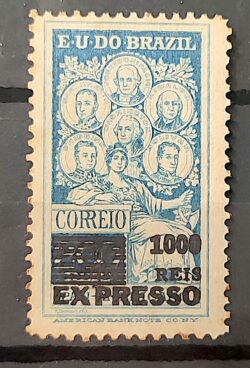 E·U·DO BRAZIL
CORREIO
1000
REIS
EXPRESSO
AMERICAN BANK NOTE CO. N.Y.